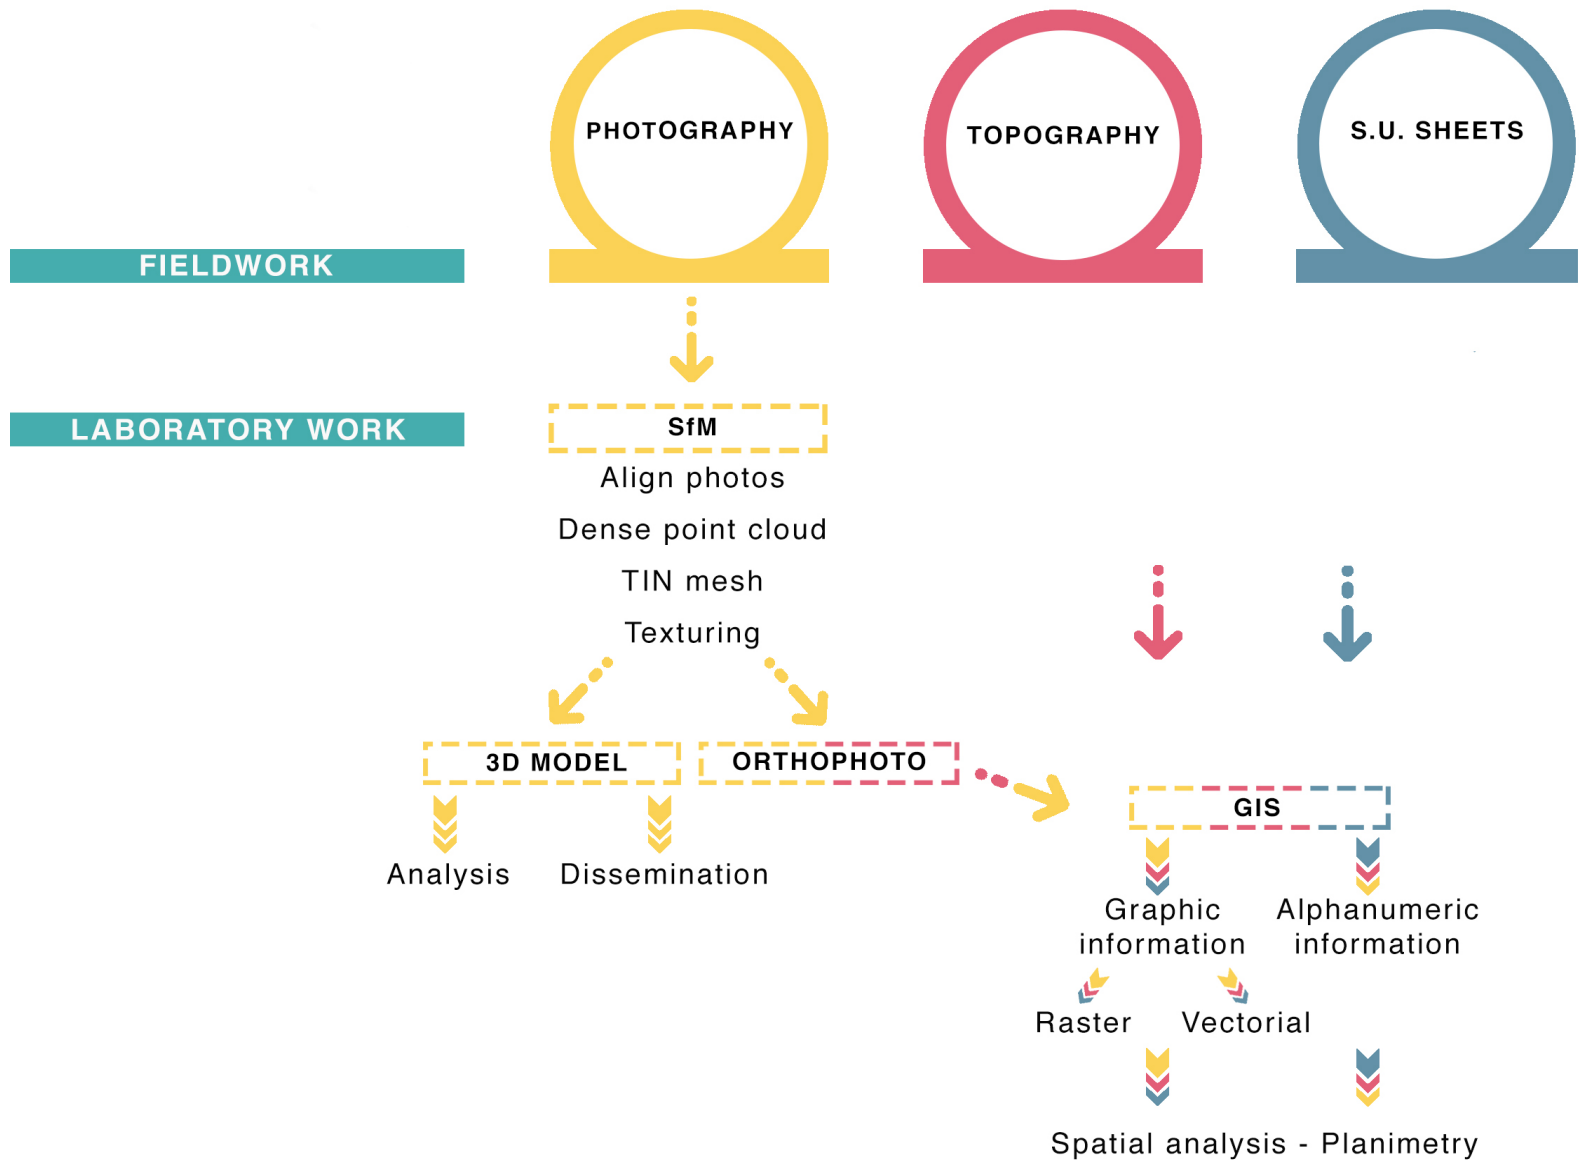 PHOTOGRAPHY
TOPOGRAPHY
S.U. SHEETS
FIELDWORK
LABORATORY WORK
SfM
Align photos
Dense point cloud
TIN mesh
Texturing
3D MODEL
ORTHOPHOTO
GIS
Analysis
Dissemination
Graphic
information
Alphanumeric
information
Raster
Vectorial
Spatial analysis - Planimetry